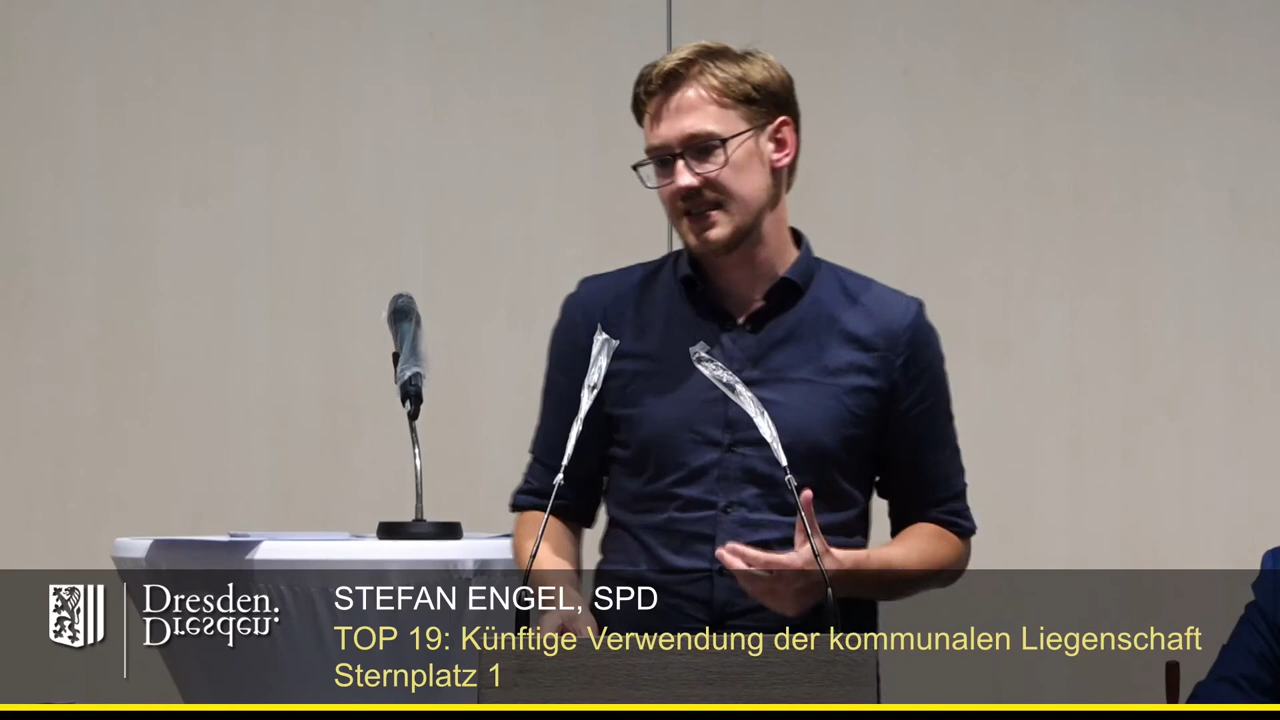 Dresden.
Dresden.
STEFAN ENGEL, SPD
TOP 19: Künftige Verwendung der kommunalen Liegenschaft
Sternplatz 1